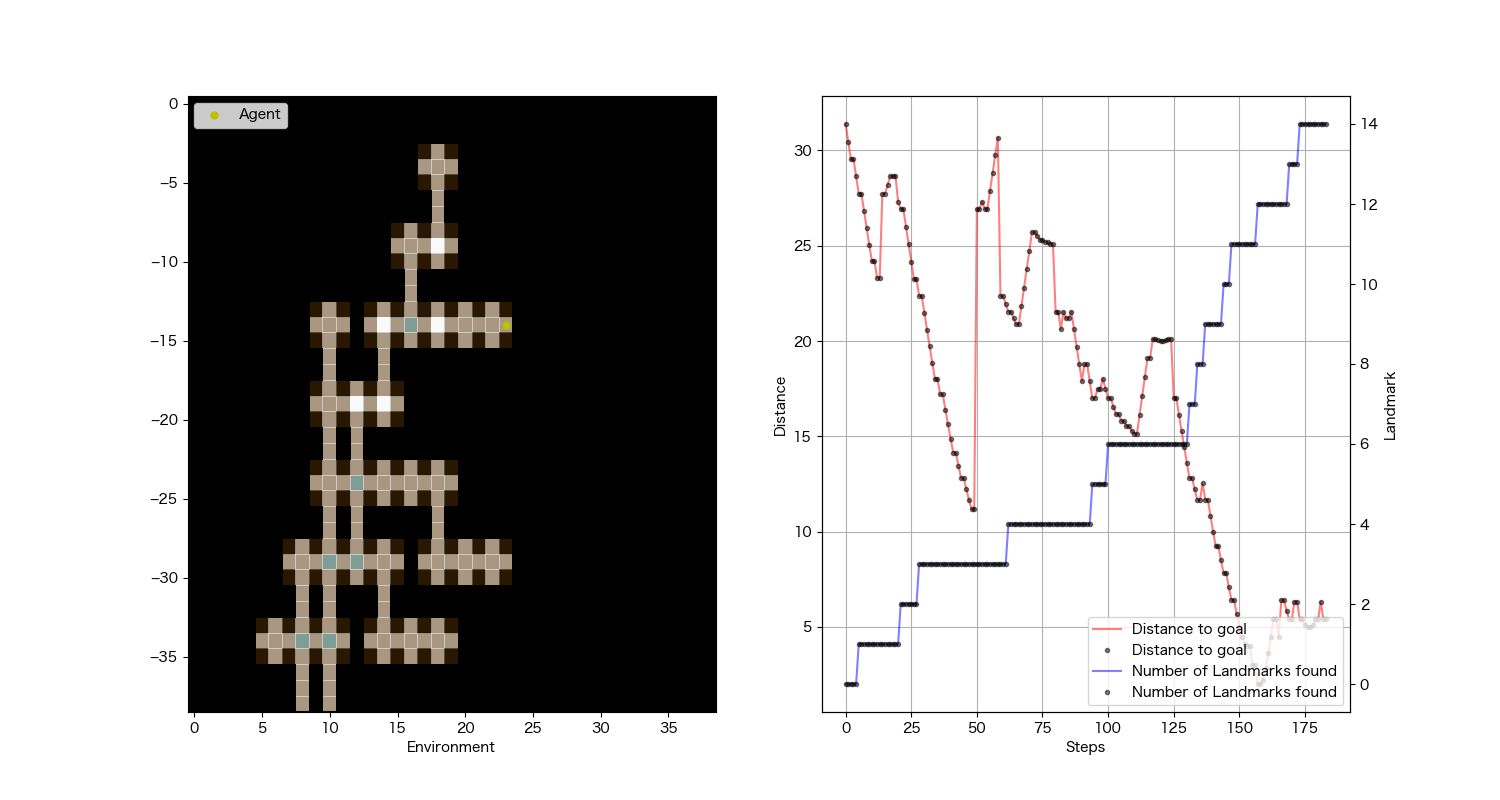 Agent
0
−5
−10
−15
−20
−25
−30
−35
0 5 10 15 20 25 30 35
Environment
Distance
30
25
20
15
10
5
0 25 50 75 100 125 150 175
Steps
14
12
10
8
6
4
2
0
Landmark
Distance to goal
Distance to goal
Number of Landmarks found
Number of Landmarks found